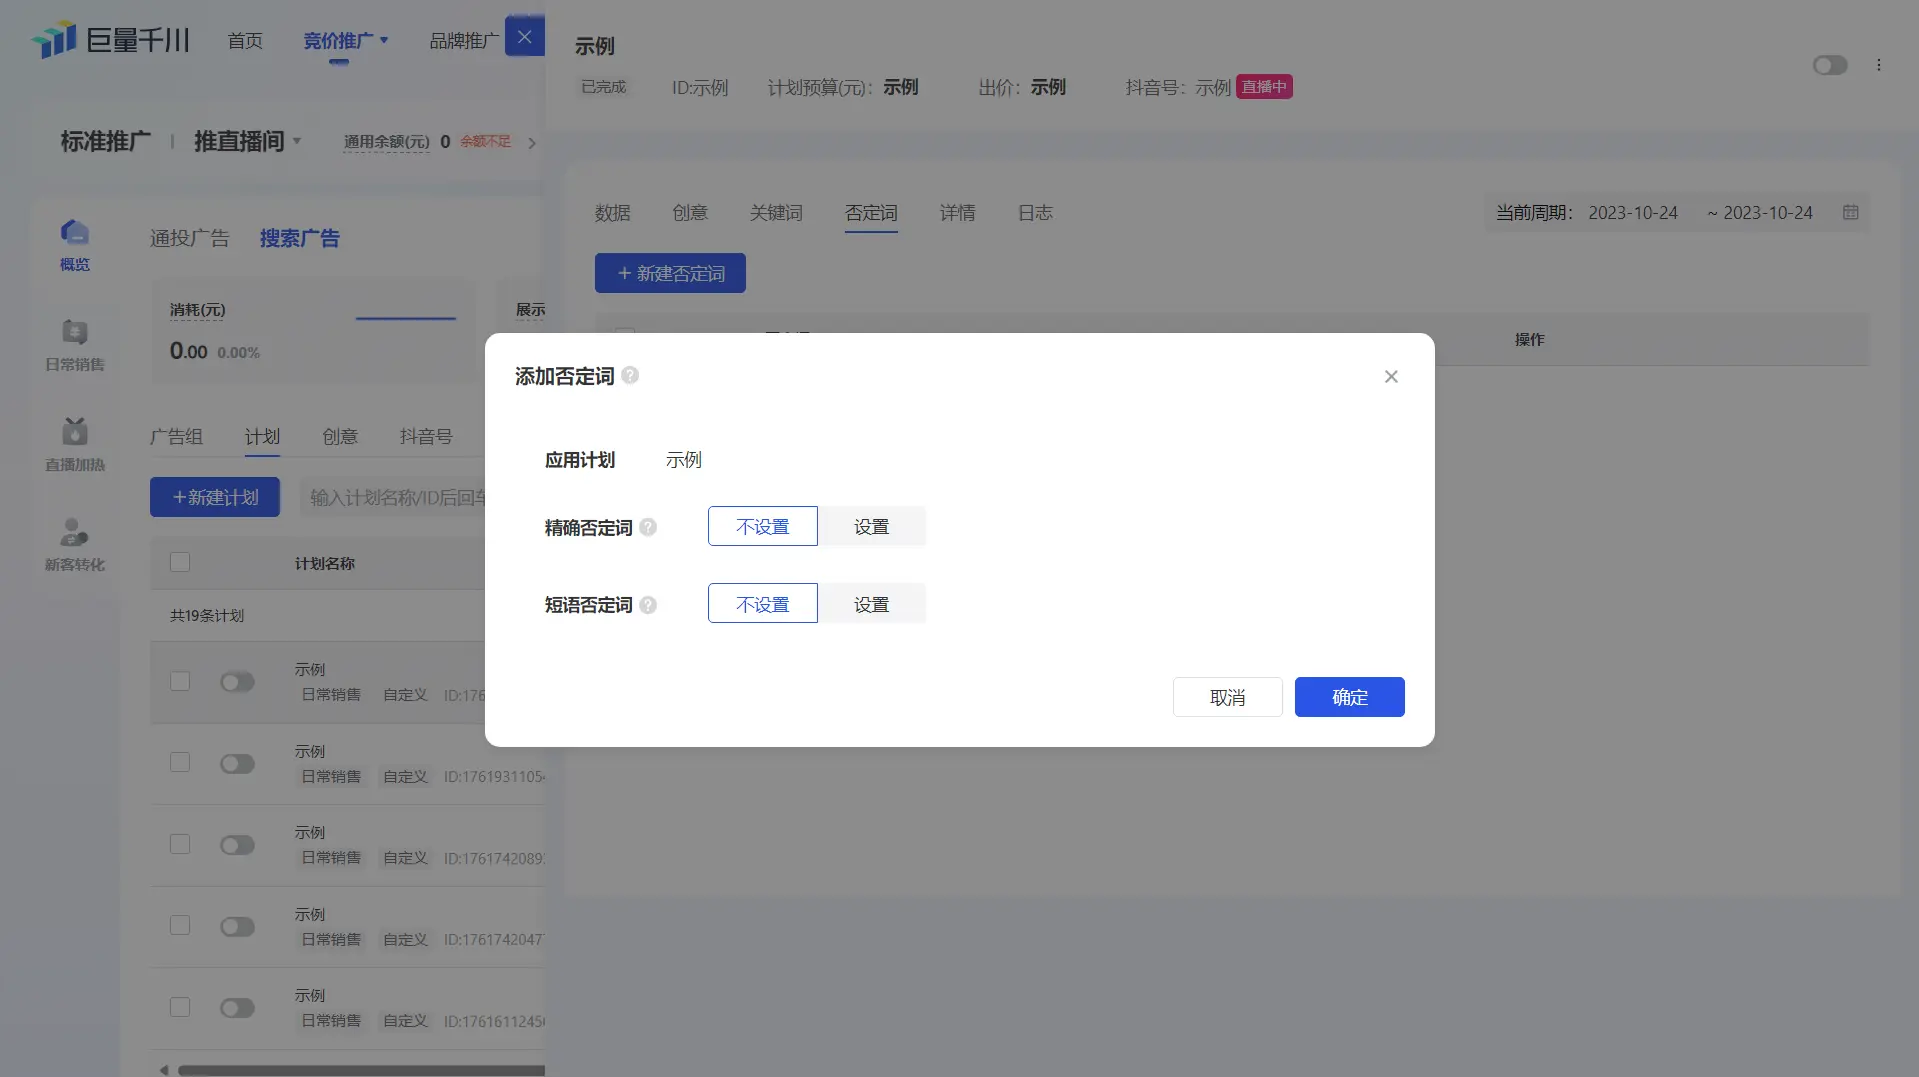 巨量千川
首页
竞价推广
品牌推广
示例
已完成
ID:示例
计划预算(元)：示例
出价：示例
抖音号：示例
直播中
标准推广
推直播间
通用余额(元) 0 余额不足
概览
日常销售
直播加热
新客转化
通投广告
搜索广告
消耗(元)
0.00 0.00%
展示
数据
创意
关键词
否定词
详情
日志
当前周期： 2023-10-24 ~ 2023-10-24
+ 新建否定词
操作
广告组
计划
创意
抖音号
+新建计划
输入计划名称/ID后回车
计划名称
共19条计划
示例
日常销售 自定义 ID:176
示例
日常销售 自定义 ID:1761931105
示例
日常销售 自定义 ID:1761742089
示例
日常销售 自定义 ID:176174204
示例
日常销售 自定义 ID:176161124
添加否定词
应用计划 示例
精确否定词 不设置 设置
短语否定词 不设置 设置
取消 确定